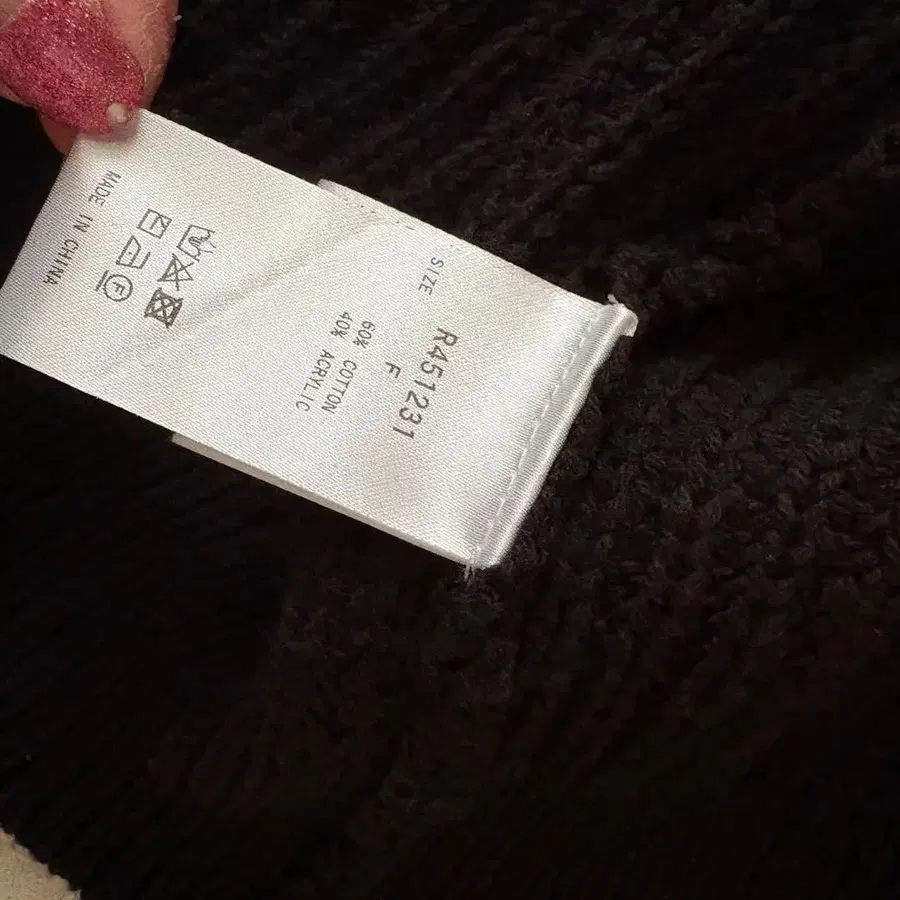 R451231
SIZE F
60% COTTON
40% ACRYLIC
F
MADE IN CHINA